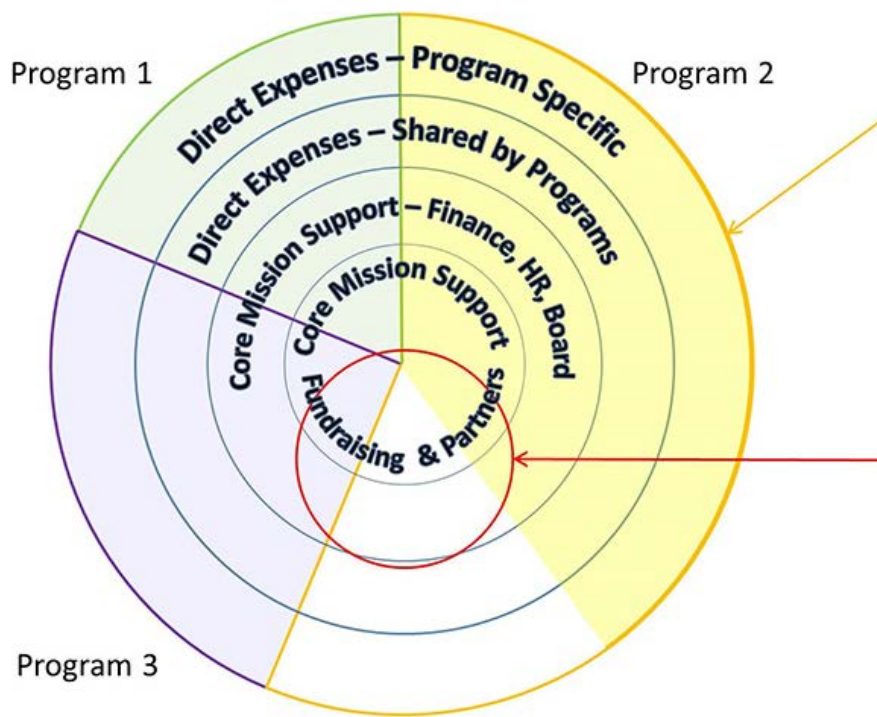 Program 1
Program 2
Direct Expenses – Program Specific
Direct Expenses – Shared by Programs
Core Mission Support – Finance, HR, Board
Core Mission Support
Fundraising & Partners
Program 3